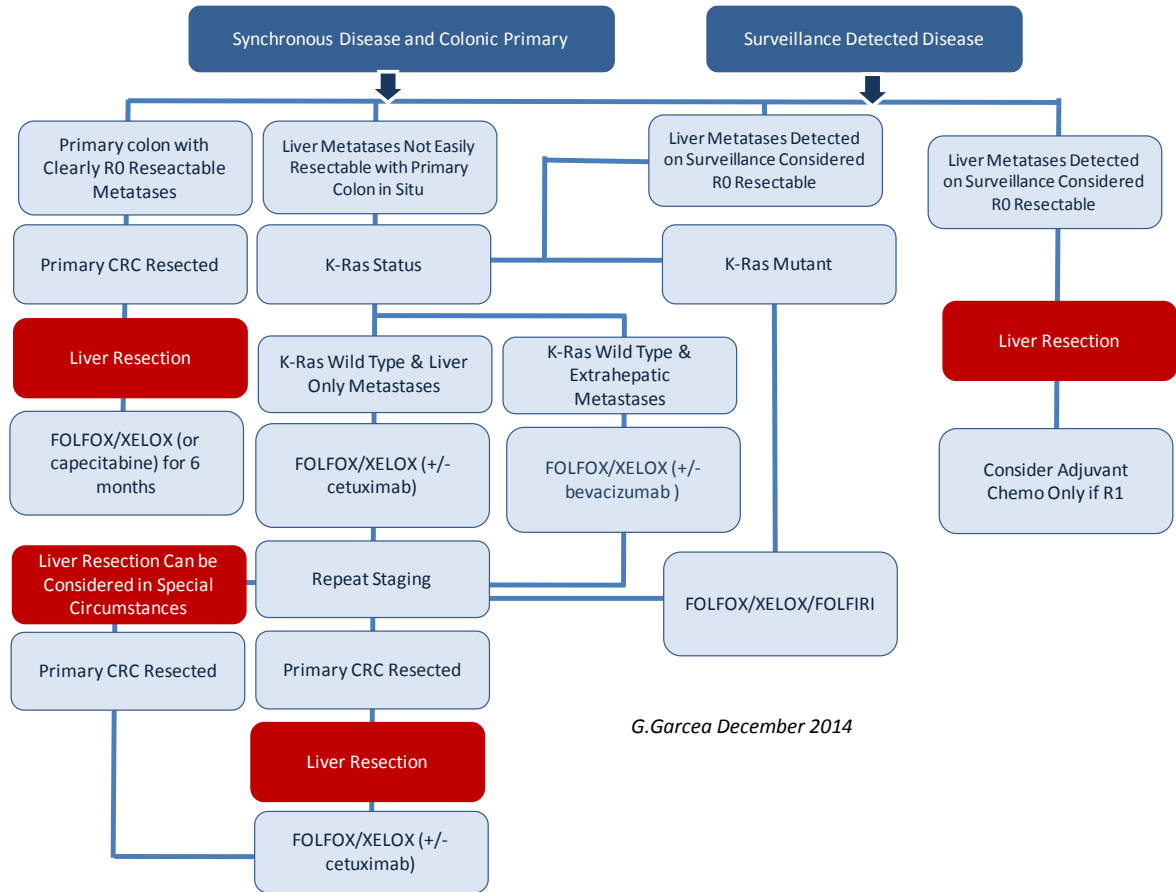 Synchronous Disease and Colonic Primary
Surveillance Detected Disease
Primary colon with
Clearly R0 Reseactable
Metatases
Liver Metatases Not Easily
Resectable with Primary
Colon in Situ
Liver Metatases Detected
on Surveillance Considered
R0 Resectable
Liver Metatases Detected
on Surveillance Considered
R0 Resectable
Primary CRC Resected
K-Ras Status
K-Ras Mutant
Liver Resection
K-Ras Wild Type & Liver
Only Metastases
K-Ras Wild Type &
Extrahepatic
Metastases
Liver Resection
FOLFOX/XELOX (or
capecitabine) for 6
months
FOLFOX/XELOX (+/-
cetuximab)
FOLFOX/XELOX (+/-
bevacizumab )
Consider Adjuvant
Chemo Only if R1
Liver Resection Can be
Considered in Special
Circumstances
Repeat Staging
FOLFOX/XELOX/FOLFIRI
Primary CRC Resected
Primary CRC Resected
G.Garcea December 2014
Liver Resection
FOLFOX/XELOX (+/-
cetuximab)